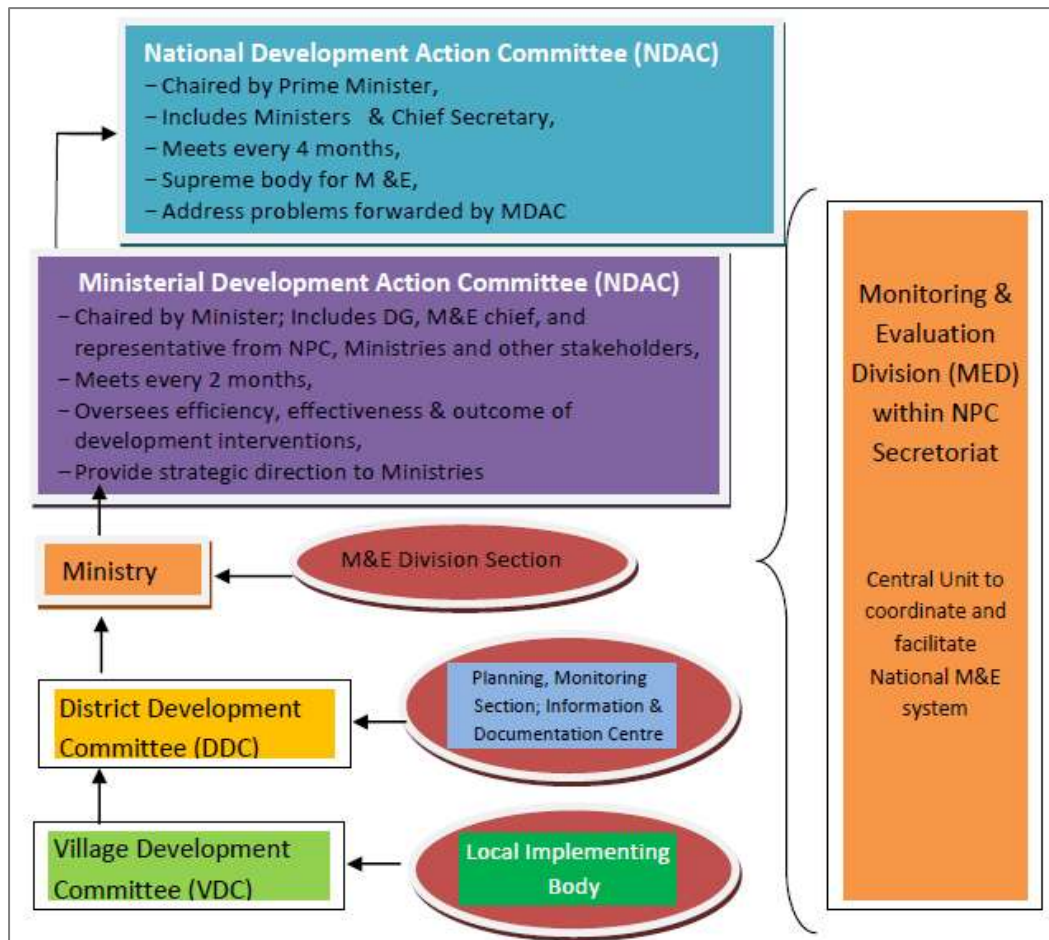 National Development Action Committee (NDAC)
– Chaired by Prime Minister,
– Includes Ministers & Chief Secretary,
– Meets every 4 months,
– Supreme body for M &E,
– Address problems forwarded by MDAC
Ministerial Development Action Committee (NDAC)
– Chaired by Minister; Includes DG, M&E chief, and
representative from NPC, Ministries and other stakeholders,
– Meets every 2 months,
– Oversees efficiency, effectiveness & outcome of
development interventions,
– Provide strategic direction to Ministries
Ministry
M&E Division Section
District Development
Committee (DDC)
Planning, Monitoring
Section; Information &
Documentation Centre
Village Development
Committee (VDC)
Local Implementing
Body
Monitoring &
Evaluation
Division (MED)
within NPC
Secretoriat
Central Unit to
coordinate and
facilitate
National M&E
system